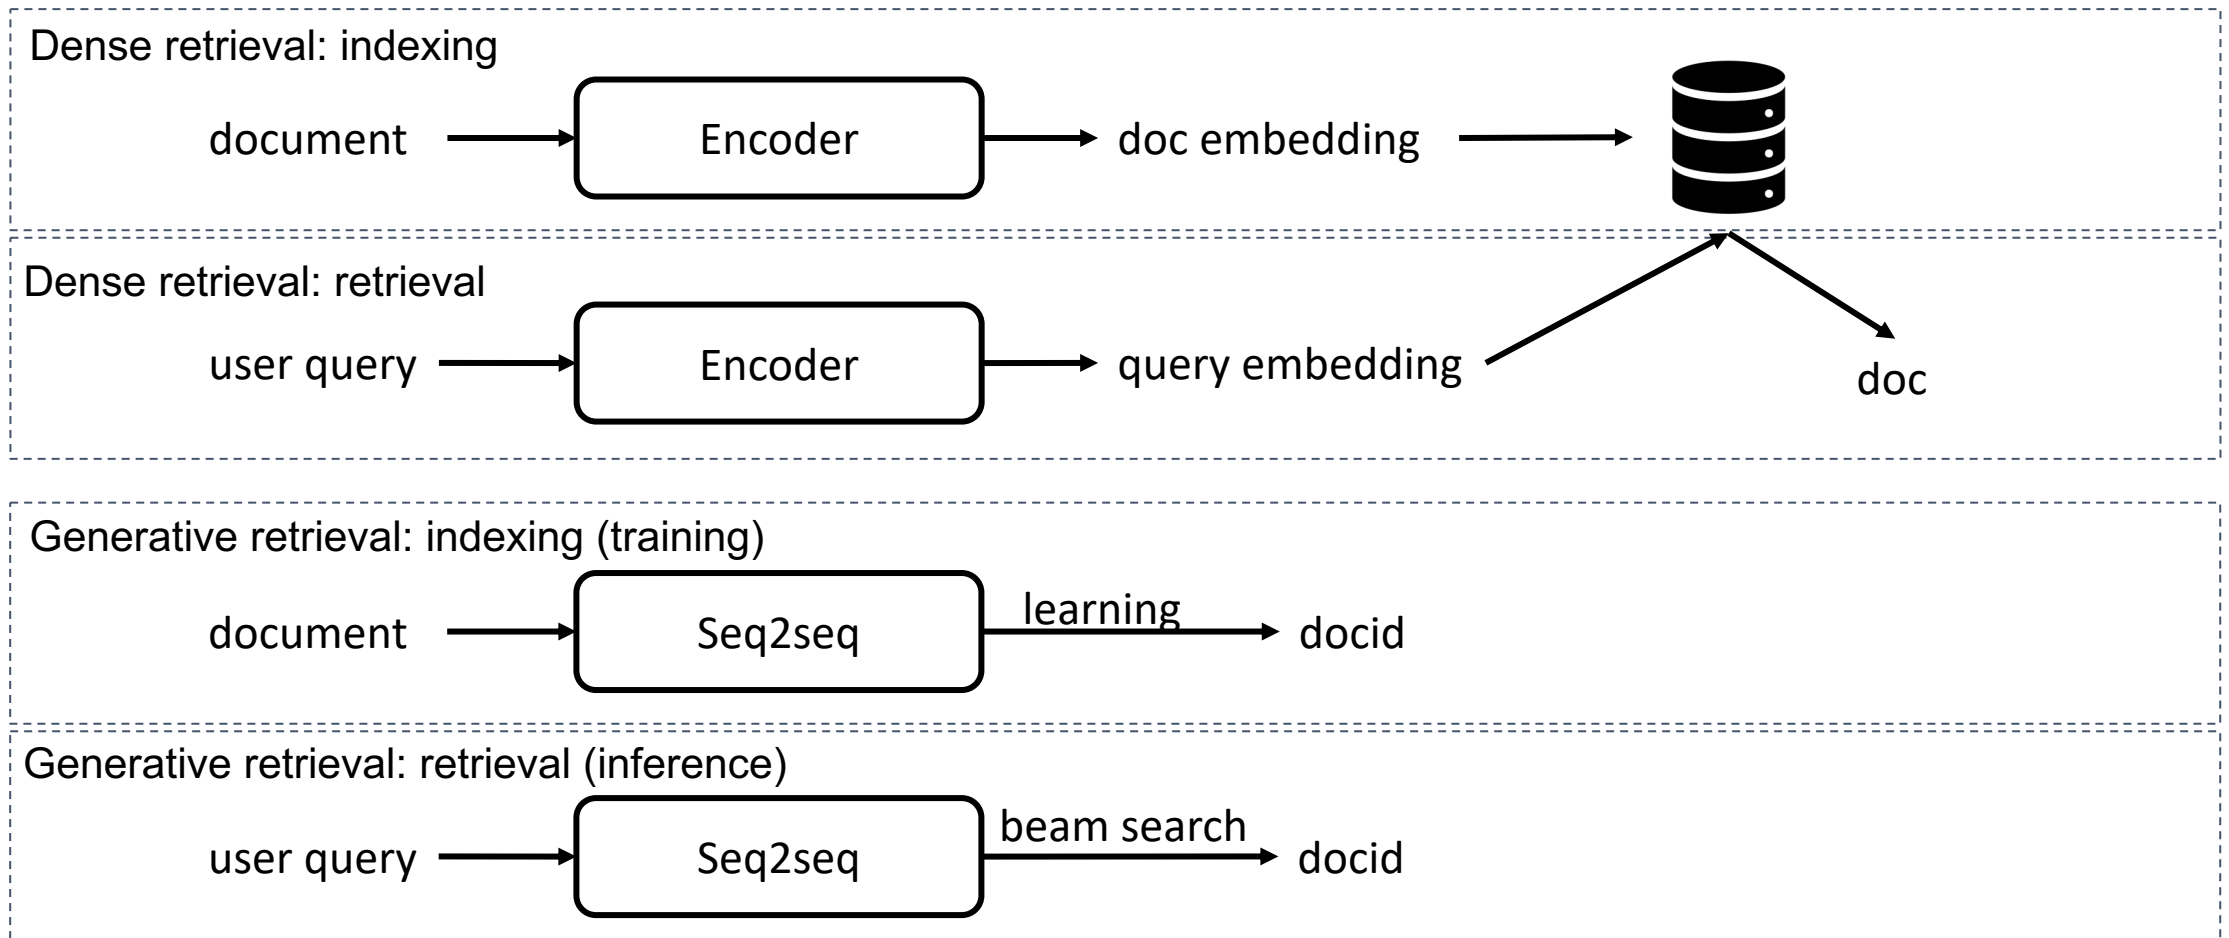 Dense retrieval: indexing
document
Encoder
doc embedding
Dense retrieval: retrieval
user query
Encoder
query embedding
doc
Generative retrieval: indexing (training)
document
Seq2seq
learning
docid
Generative retrieval: retrieval (inference)
user query
Seq2seq
beam search
docid